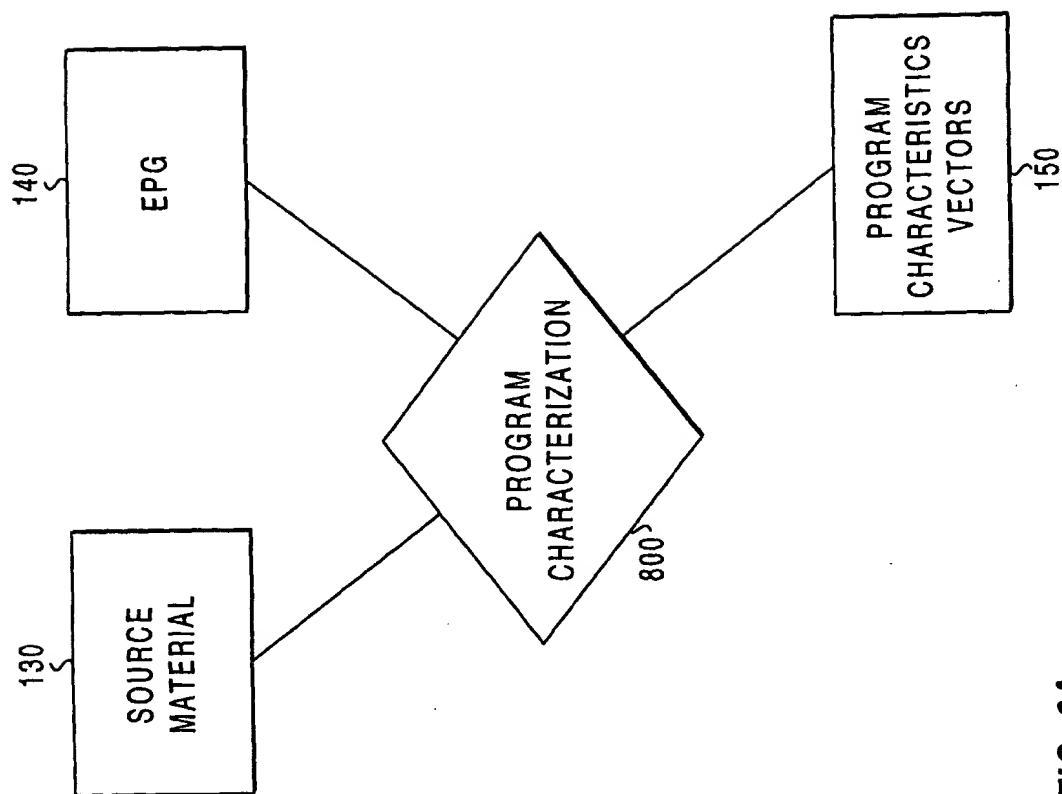 130
SOURCE
MATERIAL
140
EPG
PROGRAM
CHARACTERIZATION
800
PROGRAM
CHARACTERISTICS
VECTORS
150